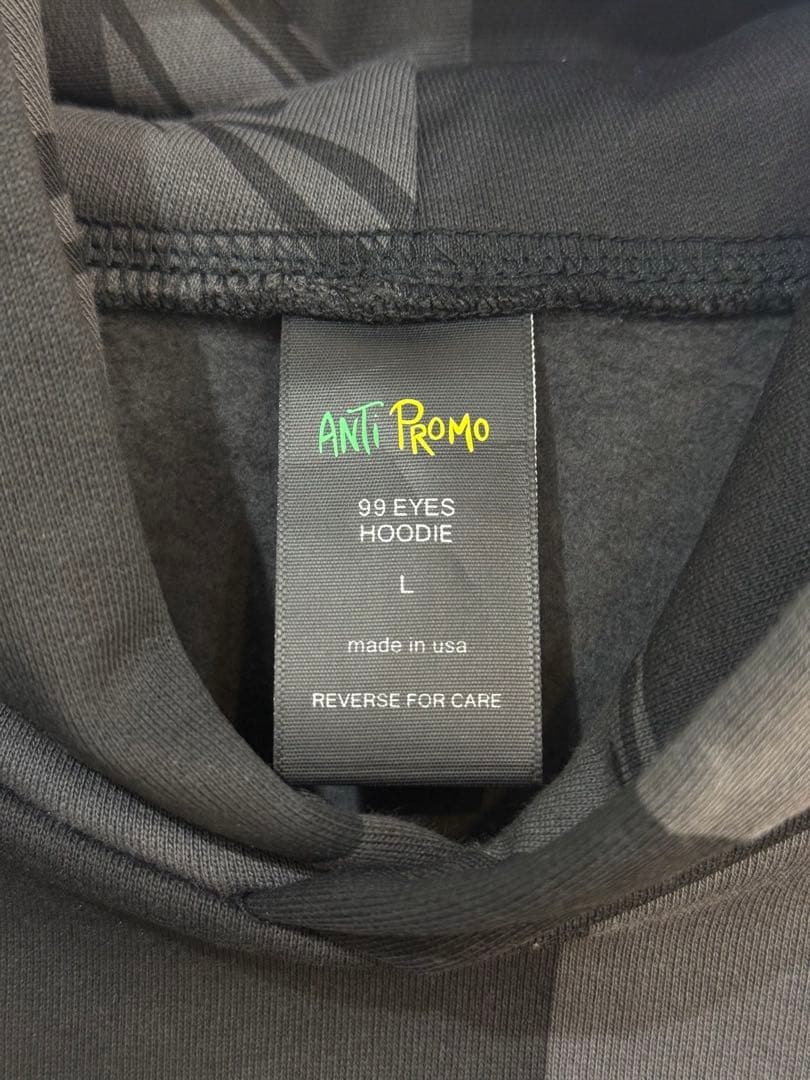 ANTI PROMO
99 EYES
HOODIE
L
made in usa
REVERSE FOR CARE